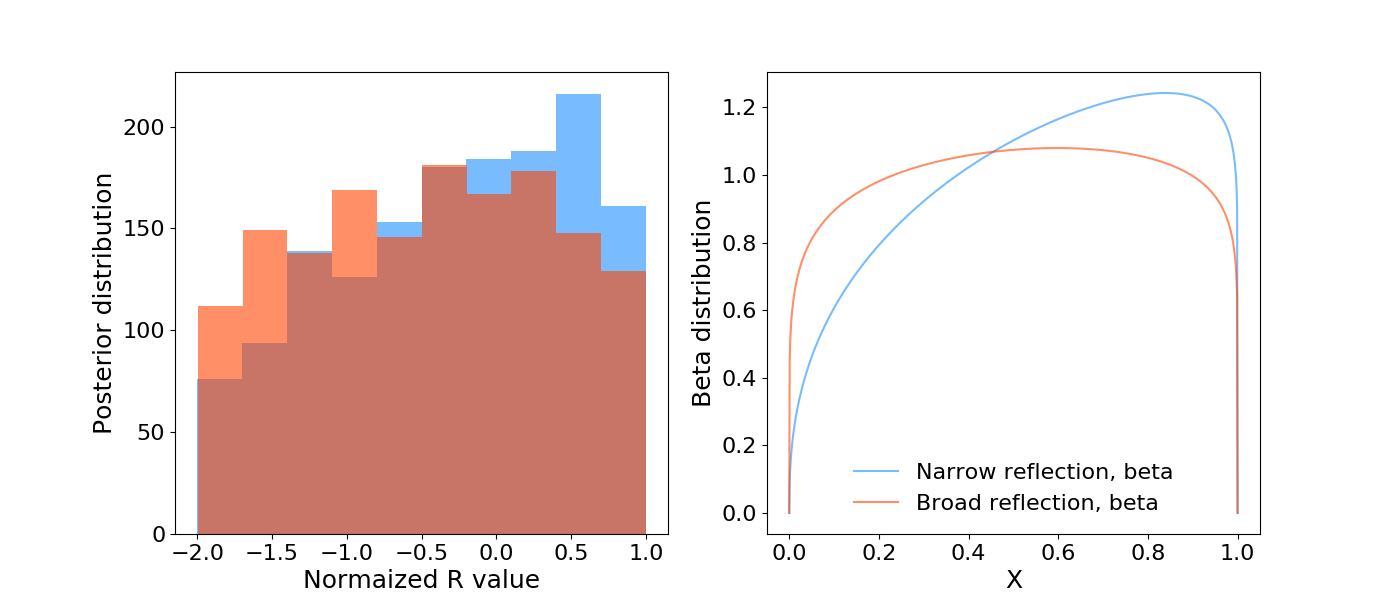 Posterior distribution
200
150
100
50
0
−2.0 −1.5 −1.0 −0.5 0.0 0.5 1.0
Normaized R value
Beta distribution
1.2
1.0
0.8
0.6
0.4
0.2
0.0
Narrow reflection, beta
Broad reflection, beta
0.0 0.2 0.4 0.6 0.8 1.0
X